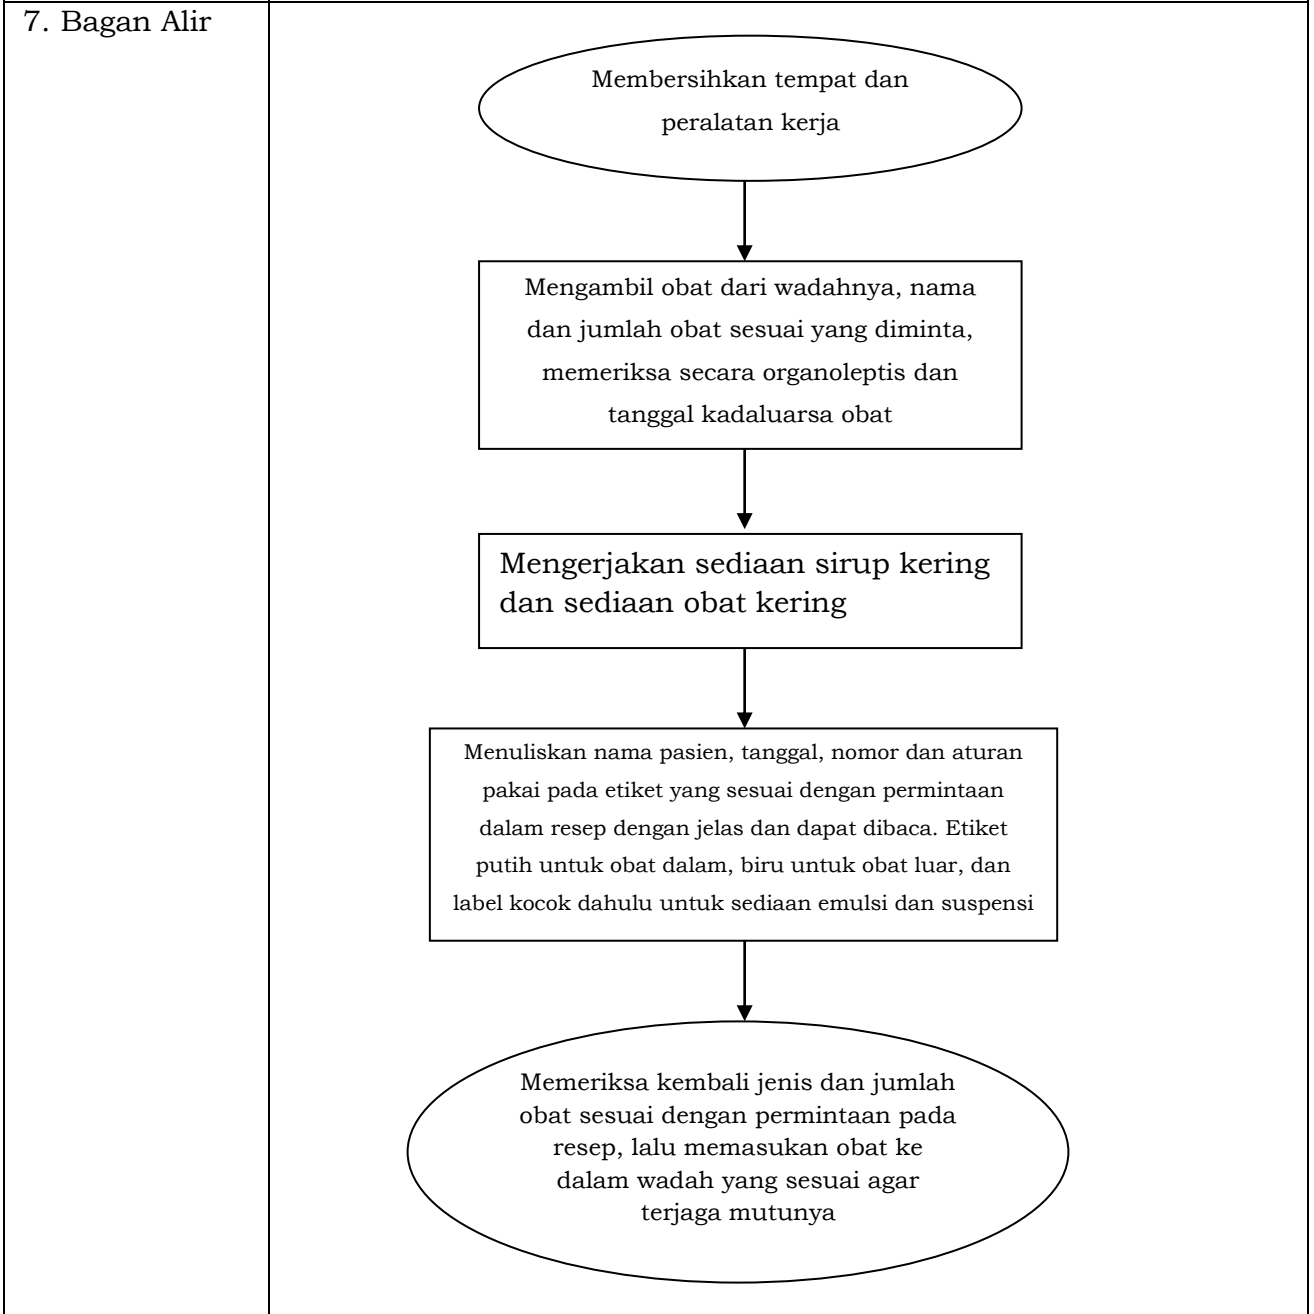 7. Bagan Alir
Membersihkan tempat dan
peralatan kerja
Mengambil obat dari wadahnya, nama
dan jumlah obat sesuai yang diminta,
memeriksa secara organoleptis dan
tanggal kadaluarsa obat
Mengerjakan sediaan sirup kering
dan sediaan obat kering
Menuliskan nama pasien, tanggal, nomor dan aturan
pakai pada etiket yang sesuai dengan permintaan
dalam resep dengan jelas dan dapat dibaca. Etiket
putih untuk obat dalam, biru untuk obat luar, dan
label kocok dahulu untuk sediaan emulsi dan suspensi
Memeriksa kembali jenis dan jumlah
obat sesuai dengan permintaan pada
resep, lalu memasukan obat ke
dalam wadah yang sesuai agar
terjaga mutunya